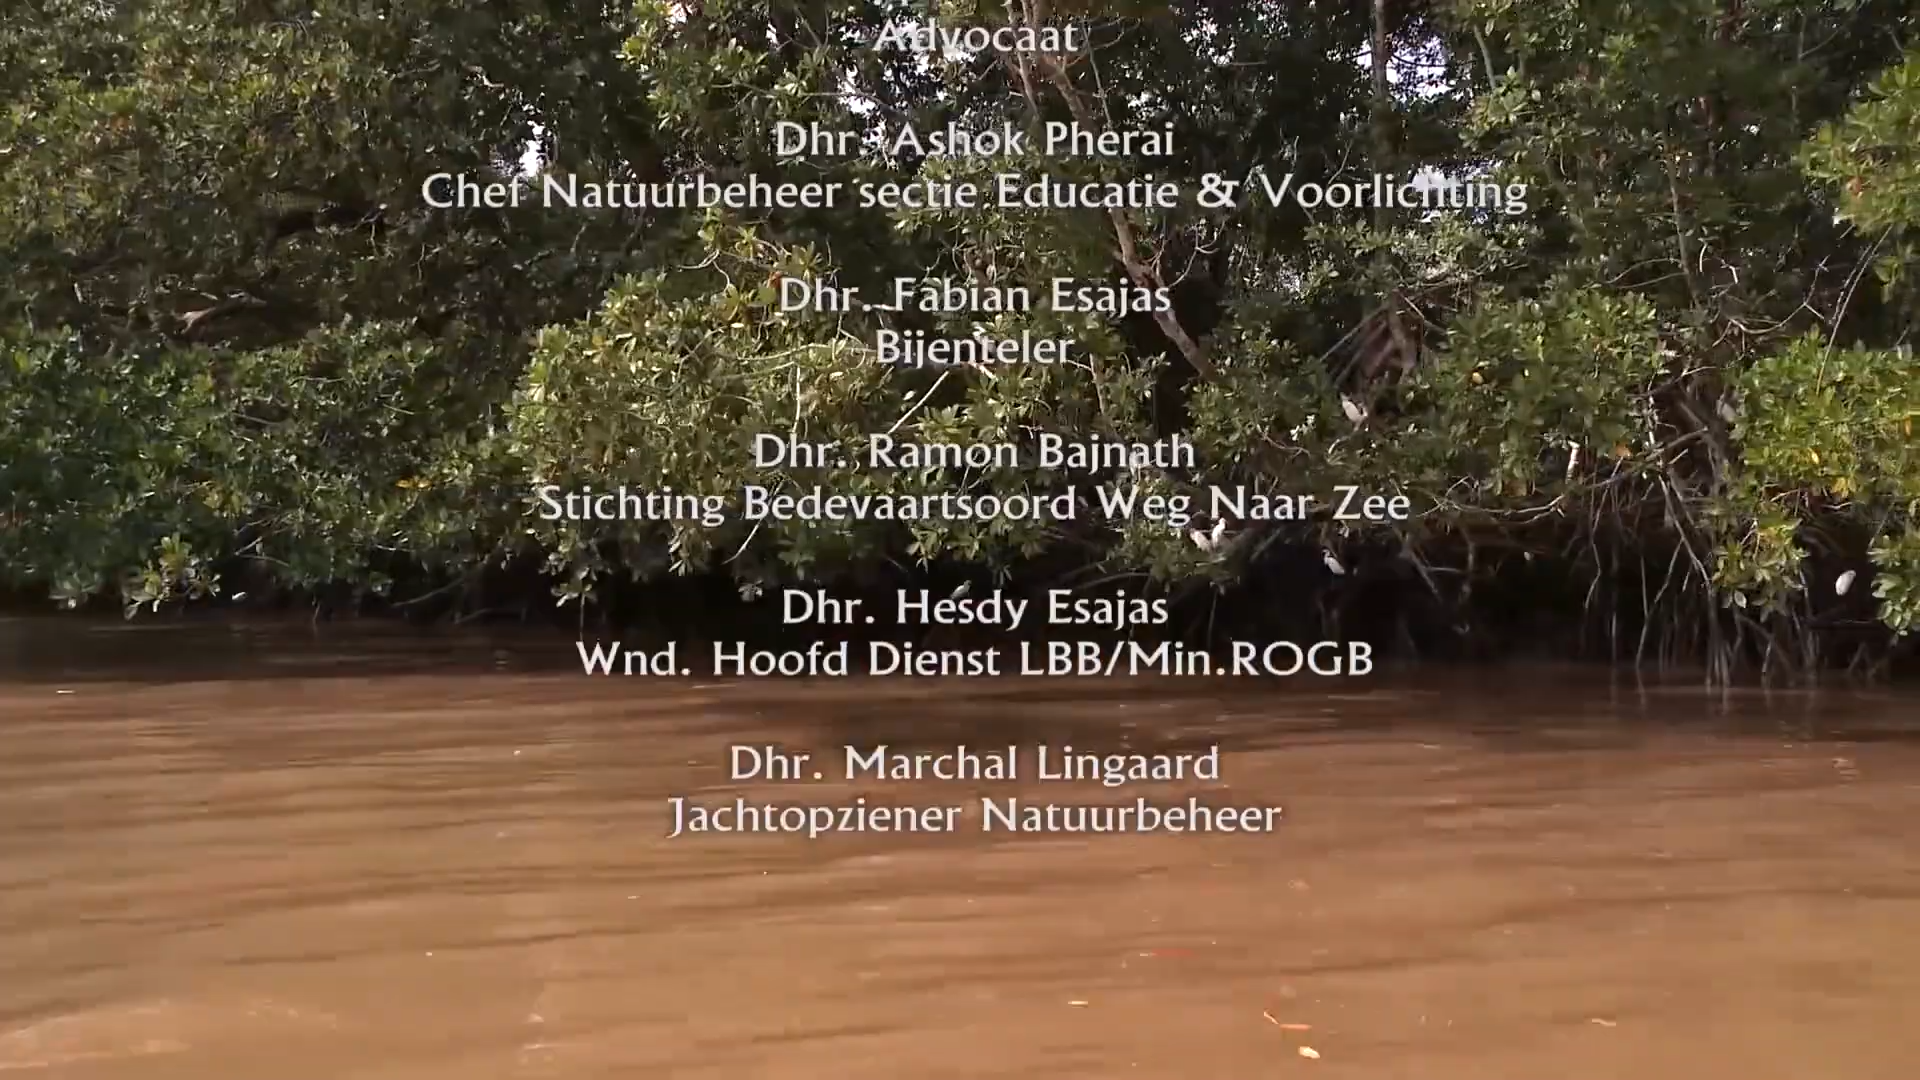 Advocaat
Dhr. Ashok Pherai
Chef Natuurbeheer sectie Educatie & Voorlichting
Dhr. Fabian Esajas
Bijenteler
Dhr. Ramon Bajnath
Stichting Bedevaartsoord Weg Naar Zee
Dhr. Hesdy Esajas
Wnd. Hoofd Dienst LBB/Min.ROGB
Dhr. Marchal Lingaard
Jachtopziener Natuurbeheer